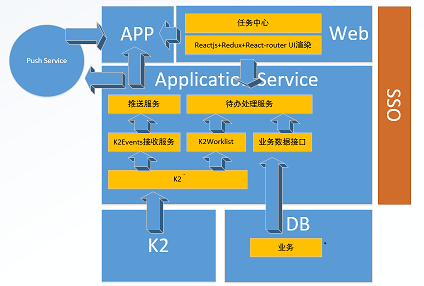 APP
任务中心
Reactjs+Redux+React-router UI渲染
Web
Push Service
Application Service
推送服务
待办处理服务
K2Events接收服务
K2Worklist
业务数据接口
K2
SSO
K2
DB
业务